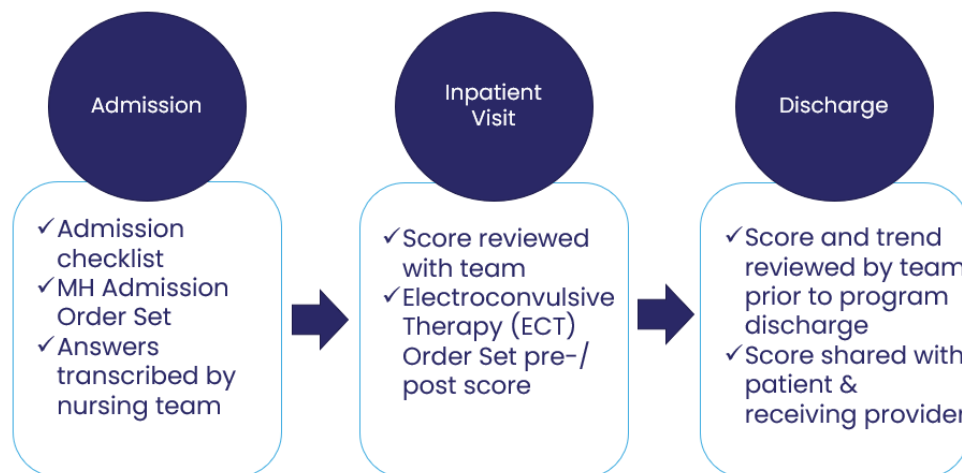 Admission
✓Admission
checklist
✓MH Admission
Order Set
✓Answers
transcribed by
nursing team
Inpatient
Visit
✓Score reviewed
with team
✓Electroconvulsive
Therapy (ECT)
Order Set pre-/
post score
Discharge
✓Score and trend
reviewed by team
prior to program
discharge
✓Score shared with
patient &
receiving provider